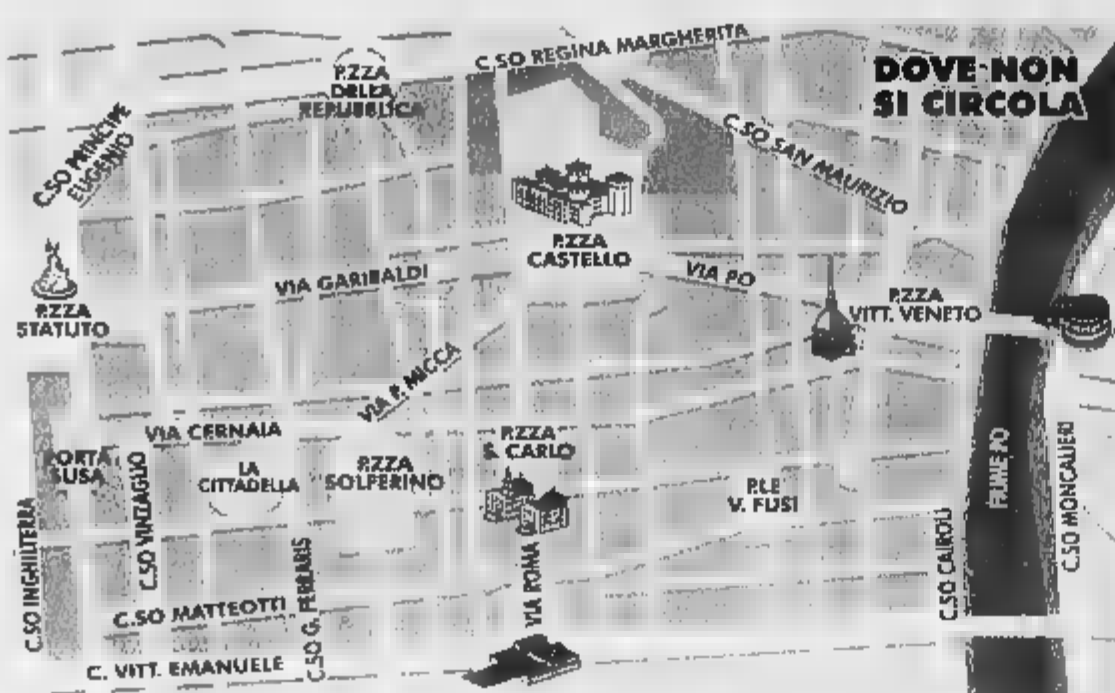 C.SO REGINA MARGHERITA
DOVE NON
SI CIRCOLA
P.ZZA
DELLA
REPUBBLICA
C.SO PRINCIPE
EUGENIO
C.SO SAN MAURIZIO
P.ZZA
CASTELLO
VIA GARIBALDI
VIA PO
P.ZZA
STATUTO
P.ZZA
VITT. VENETO
VIA P. MICCA
VIA CERNAIA
P.ZZA
S. CARLO
PORTA
SUSA
C.SO VINZAGLIO
LA
CITTADELLA
P.ZZA
SOLFERINO
P.LE
V. FUSI
FIUME PO
C.SO MONCALIERI
C.SO INGHILTERRA
C.SO G. FERRARIS
VIA ROMA
C.SO CAIROLI
C.SO MATTEOTTI
C. VITT. EMANUELE